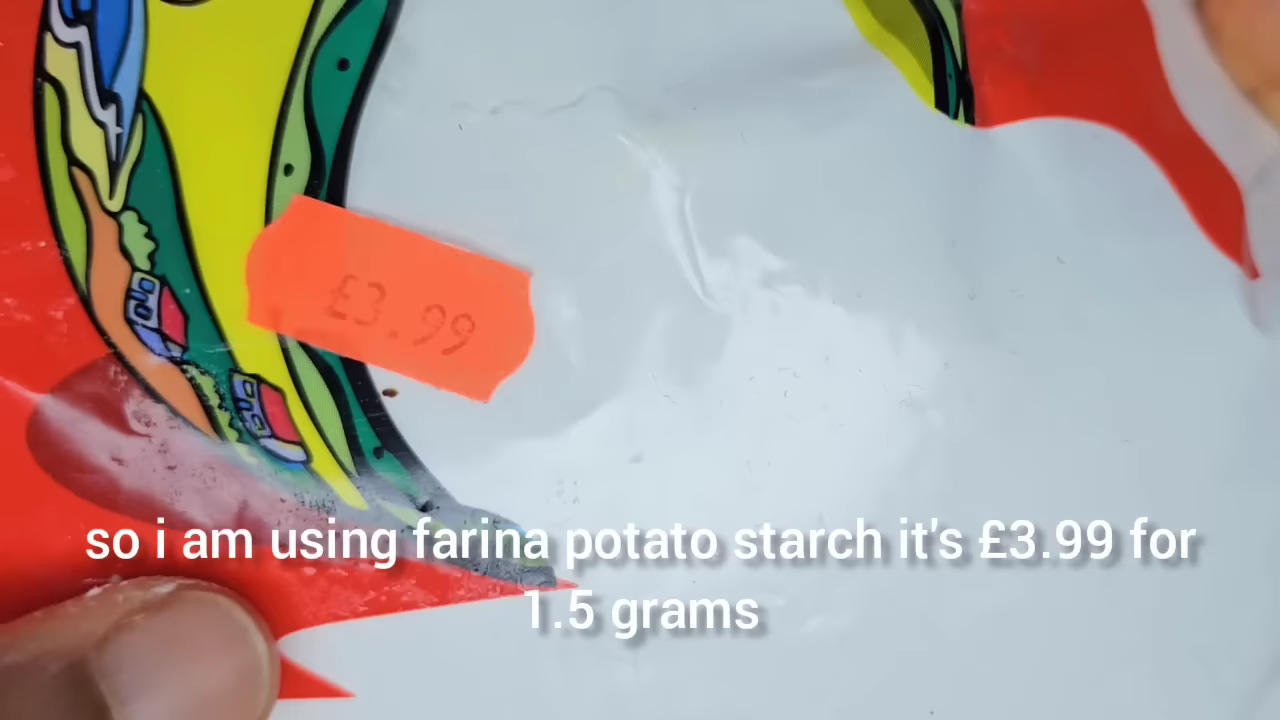 £3.99
so i am using farina potato starch it's £3.99 for
1.5 grams